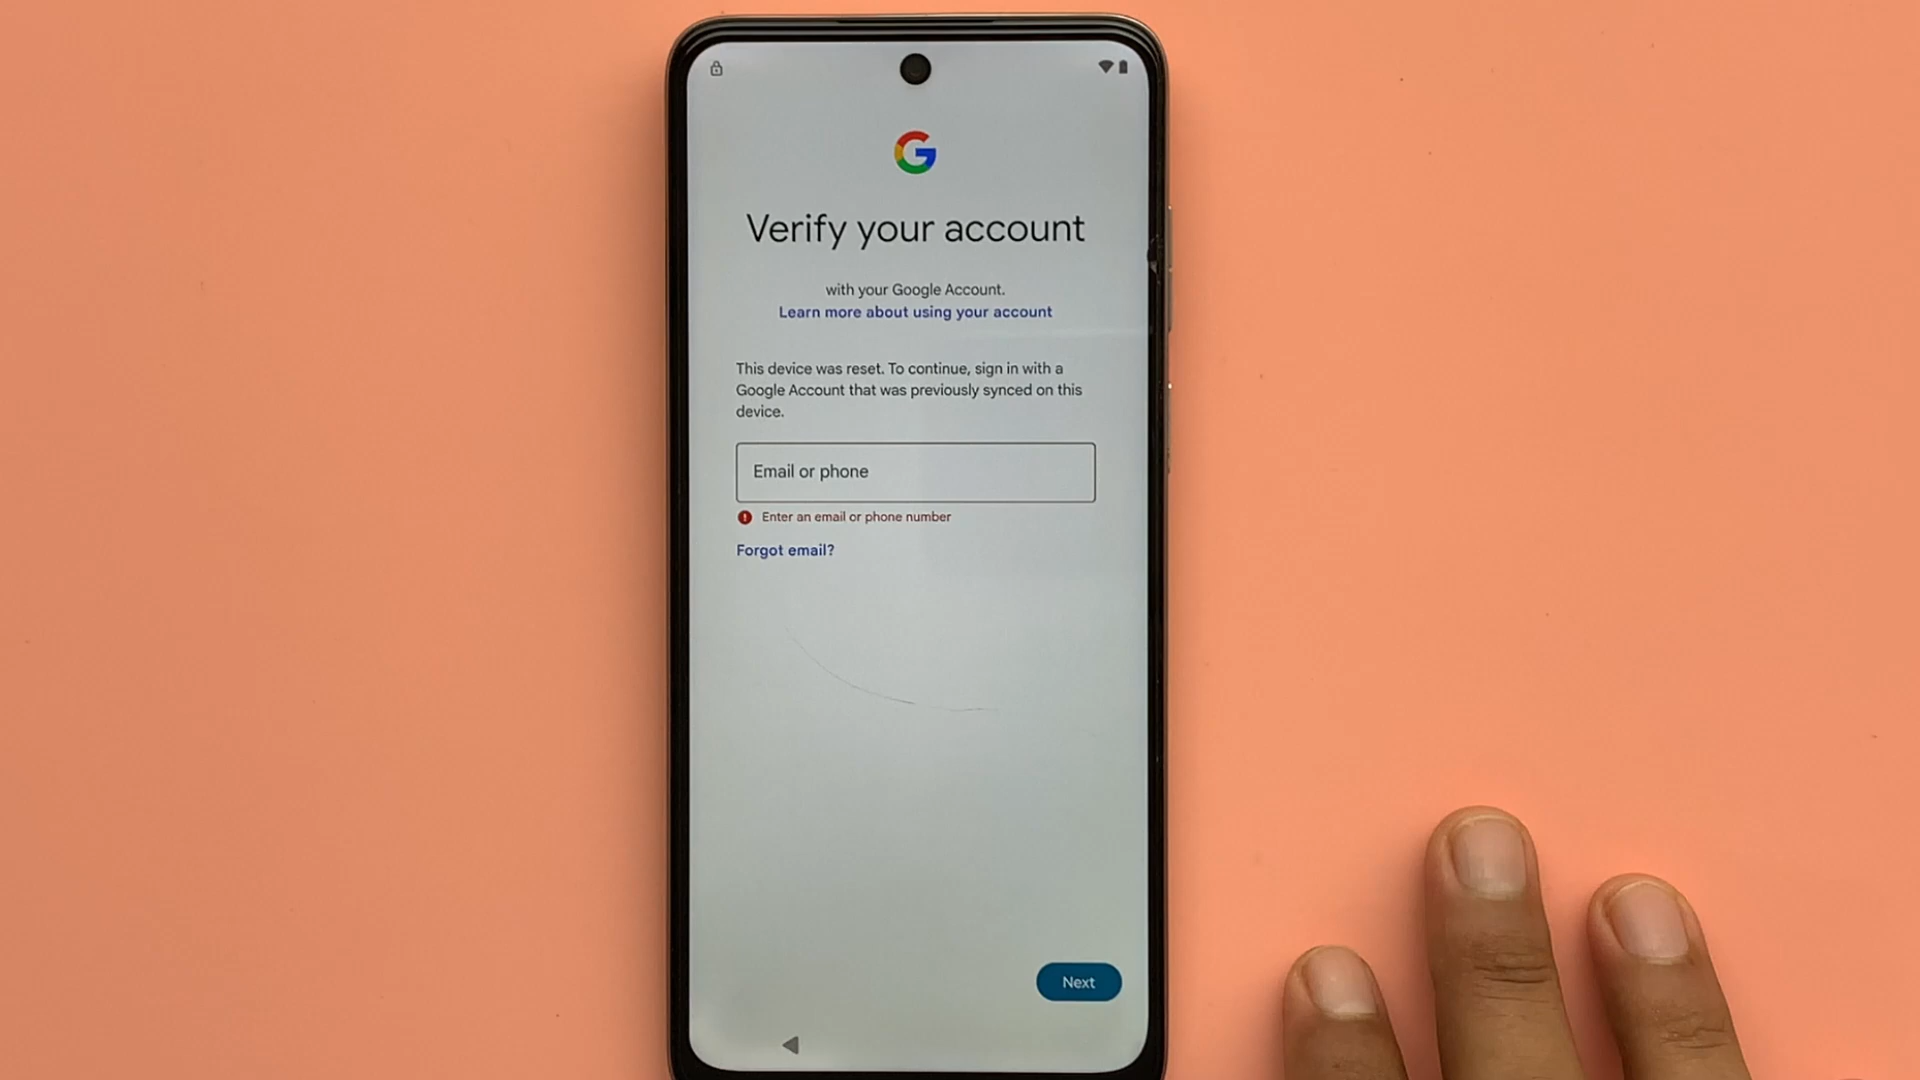 Verify your account
with your Google Account.
Learn more about using your account
This device was reset. To continue, sign in with a
Google Account that was previously synced on this
device.
Email or phone
Enter an email or phone number
Forgot email?
Next